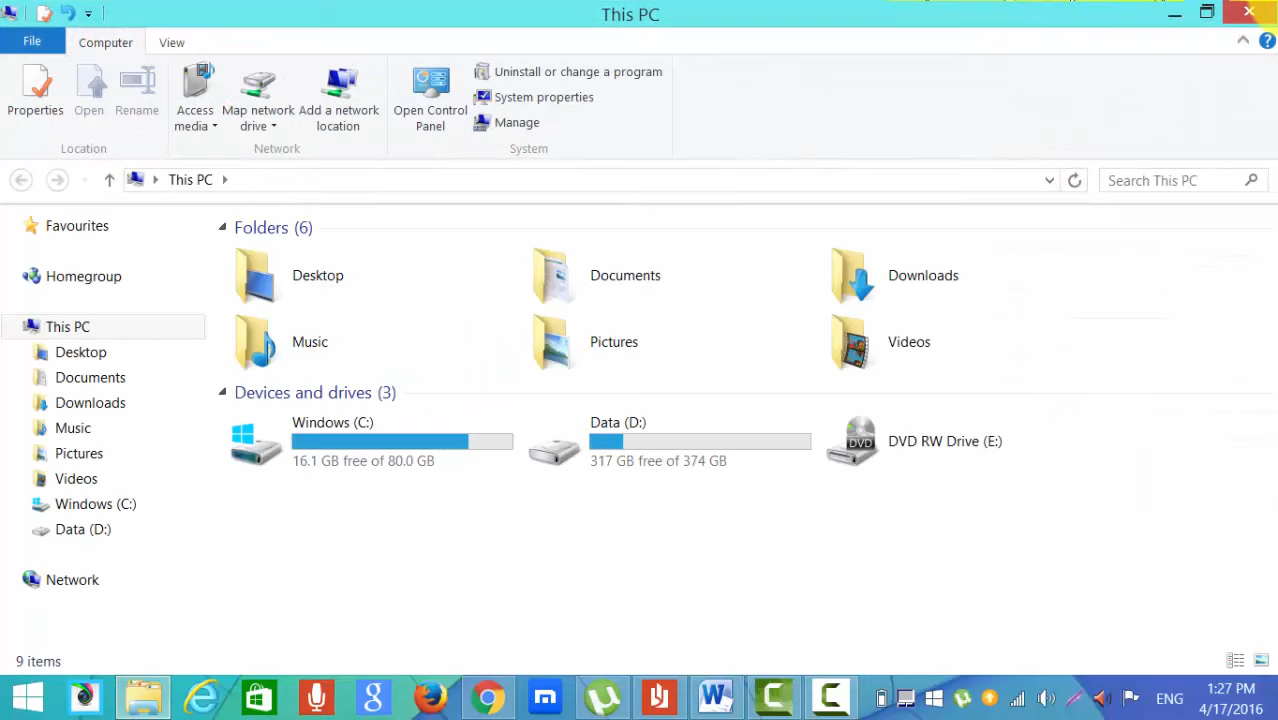 This PC
File
Computer
View
Properties
Open
Rename
Access media
Map network drive
Add a network location
Open Control Panel
Uninstall or change a program
System properties
Manage
Location
Network
System
This PC
Search This PC
Favourites
Homegroup
This PC
Desktop
Documents
Downloads
Music
Pictures
Videos
Windows (C:)
Data (D:)
Network
Folders (6)
Desktop
Documents
Downloads
Music
Pictures
Videos
Devices and drives (3)
Windows (C:)
16.1 GB free of 80.0 GB
Data (D:)
317 GB free of 374 GB
DVD
DVD RW Drive (E:)
9 items
ENG
1:27 PM
4/17/2016